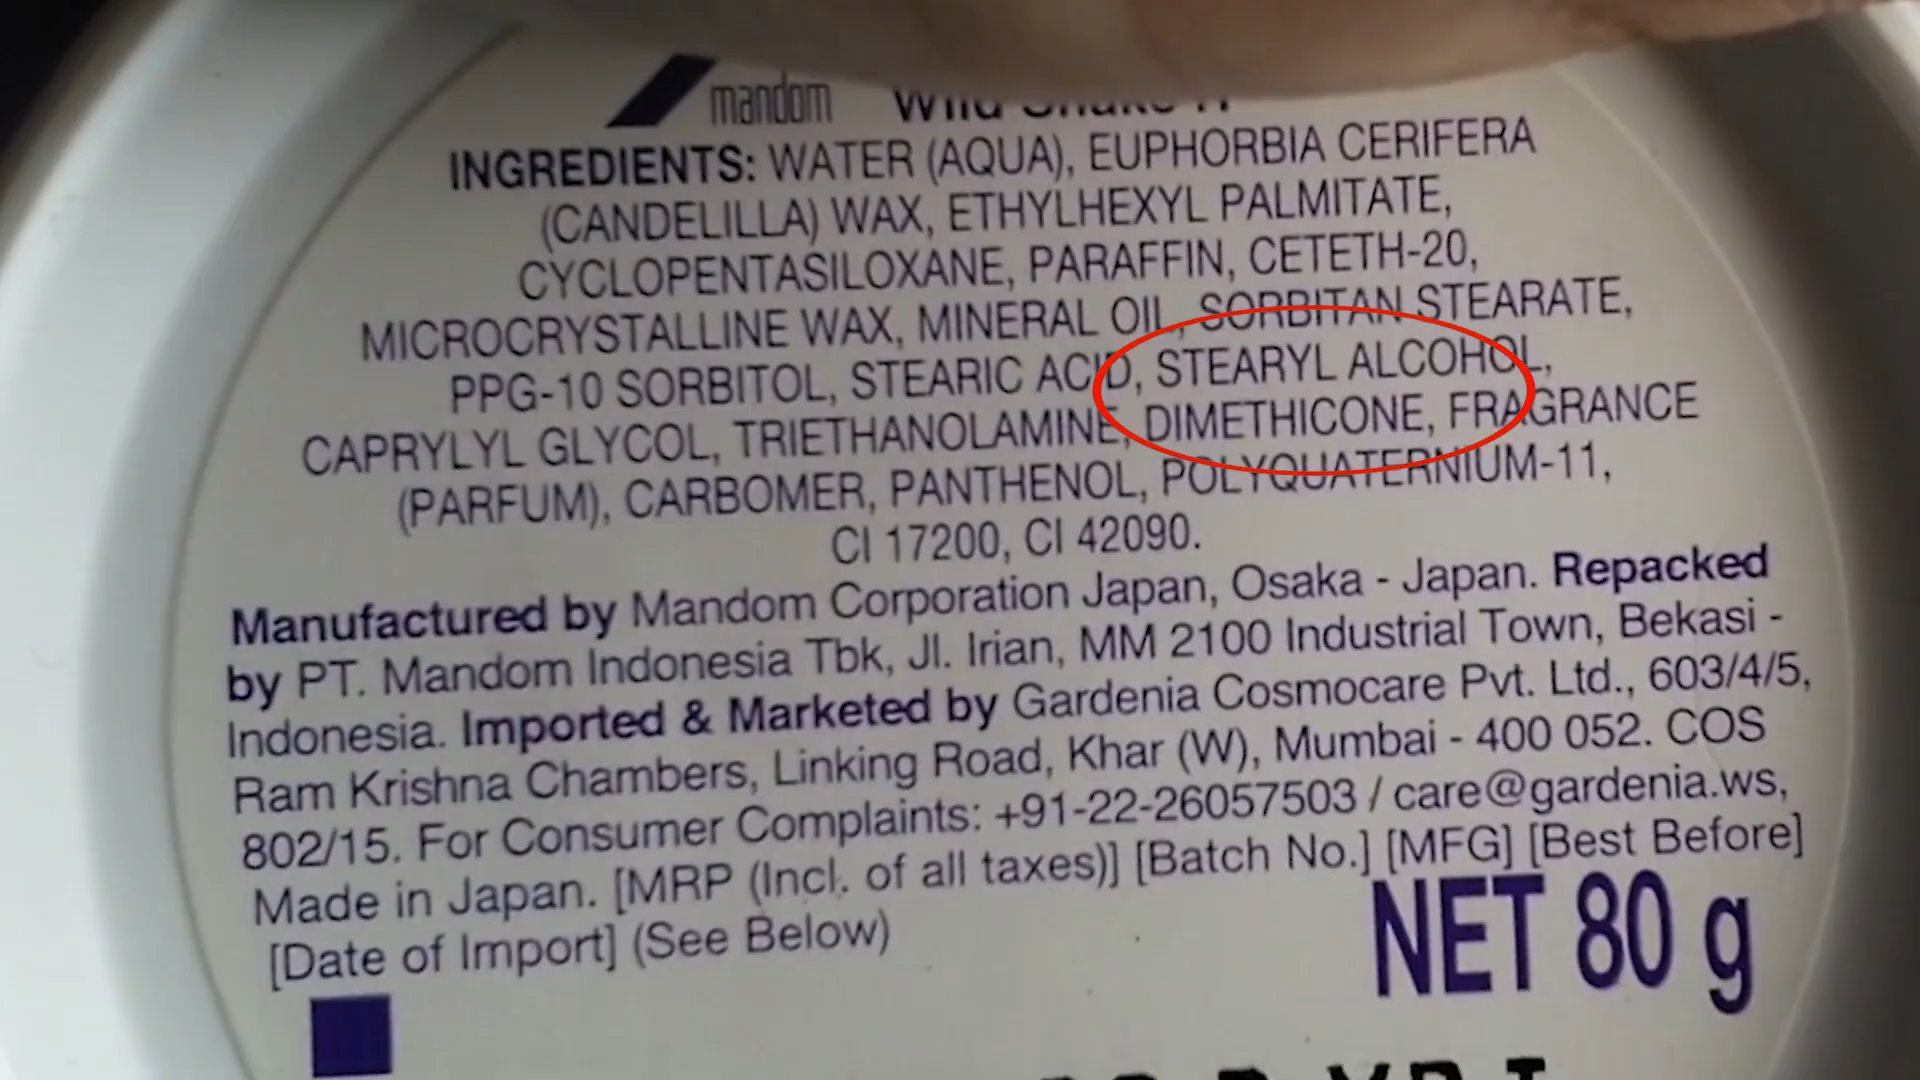 mandom Wild Shake H
INGREDIENTS: WATER (AQUA), EUPHORBIA CERIFERA
(CANDELILLA) WAX, ETHYLHEXYL PALMITATE,
CYCLOPENTASILOXANE, PARAFFIN, CETETH-20,
MICROCRYSTALLINE WAX, MINERAL OIL, SORBITAN STEARATE,
PPG-10 SORBITOL, STEARIC ACID, STEARYL ALCOHOL,
CAPRYLYL GLYCOL, TRIETHANOLAMINE, DIMETHICONE, FRAGRANCE
(PARFUM), CARBOMER, PANTHENOL, POLYQUATERNIUM-11,
CI 17200, CI 42090.
Manufactured by Mandom Corporation Japan, Osaka - Japan. Repacked
by PT. Mandom Indonesia Tbk, Jl. Irian, MM 2100 Industrial Town, Bekasi -
Indonesia. Imported & Marketed by Gardenia Cosmocare Pvt. Ltd., 603/4/5,
Ram Krishna Chambers, Linking Road, Khar (W), Mumbai - 400 052. COS
802/15. For Consumer Complaints: +91-22-26057503 / care@gardenia.ws,
Made in Japan. [MRP (Incl. of all taxes)] [Batch No.] [MFG] [Best Before]
[Date of Import] (See Below)
NET 80 g